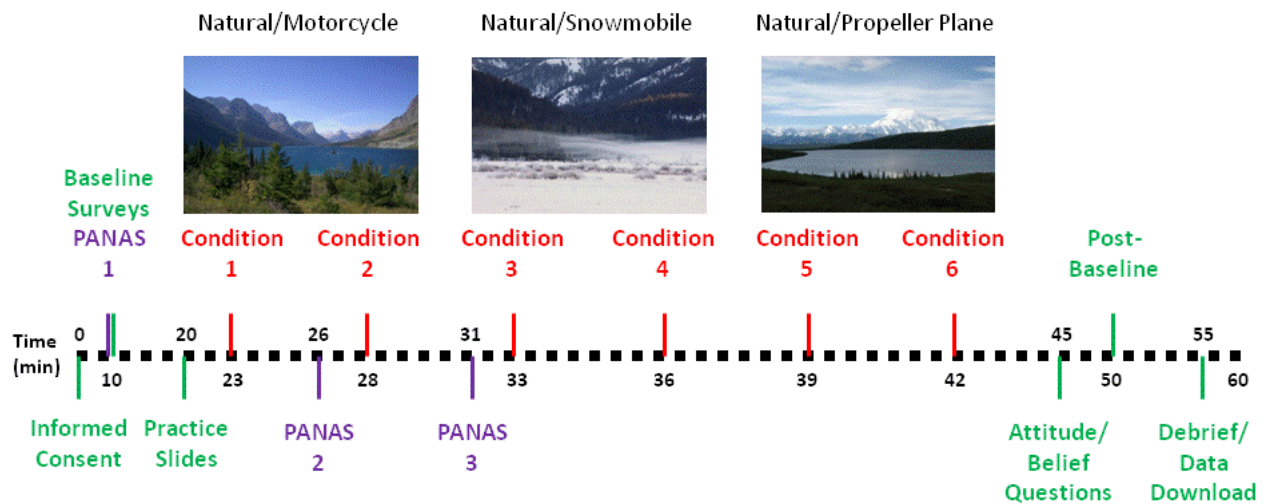 Natural/Motorcycle Natural/Snowmobile Natural/Propeller Plane
Baseline
Surveys
PANAS
1
Condition
1
Condition
2
Condition
3
Condition
4
Condition
5
Condition
6
Post-
Baseline
Time
(min)
0 20 26 31 45 55
10 23 28 33 36 39 42 50 60
Informed
Consent
Practice
Slides
PANAS
2
PANAS
3
Attitude/
Belief
Questions
Debrief/
Data
Download